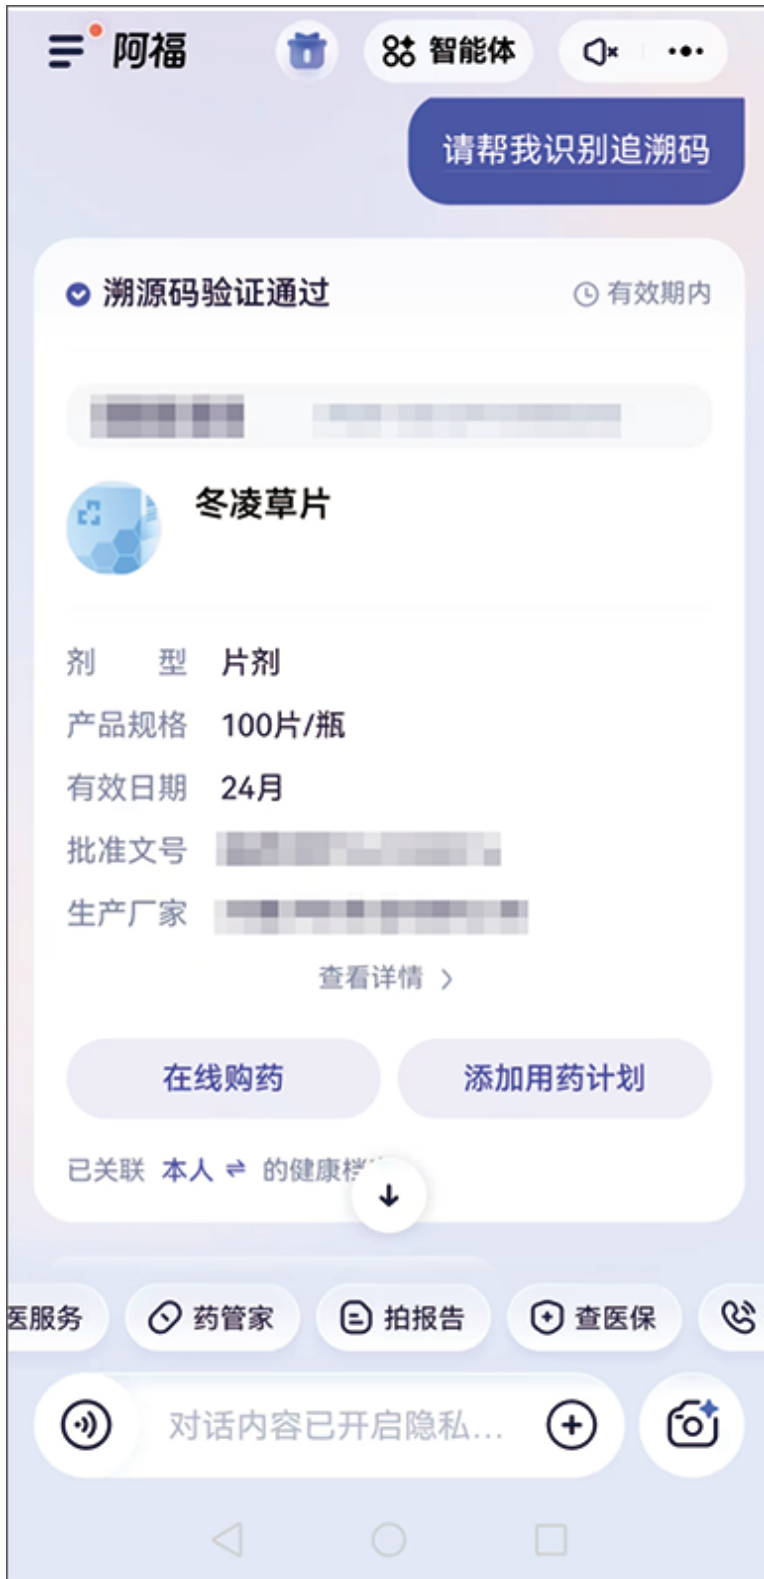 阿福
智能体
请帮我识别追溯码
溯源码验证通过
有效期内
冬凌草片
剂 型 片剂
产品规格 100片/瓶
有效日期 24月
批准文号
生产厂家
查看详情 >
在线购药
添加用药计划
已关联 本人 ⇌ 的健康档
医服务
药管家
拍报告
查医保
对话内容已开启隐私...